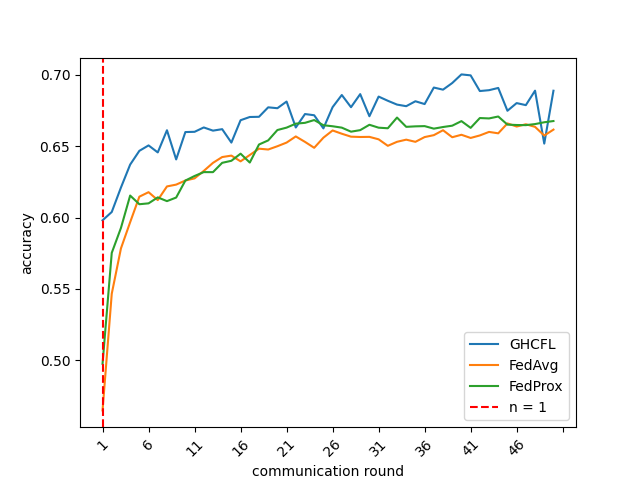 0.70
0.65
0.60
0.55
0.50
accuracy
1
6
11
16
21
26
31
36
41
46
communication round
GHCFL
FedAvg
FedProx
n = 1